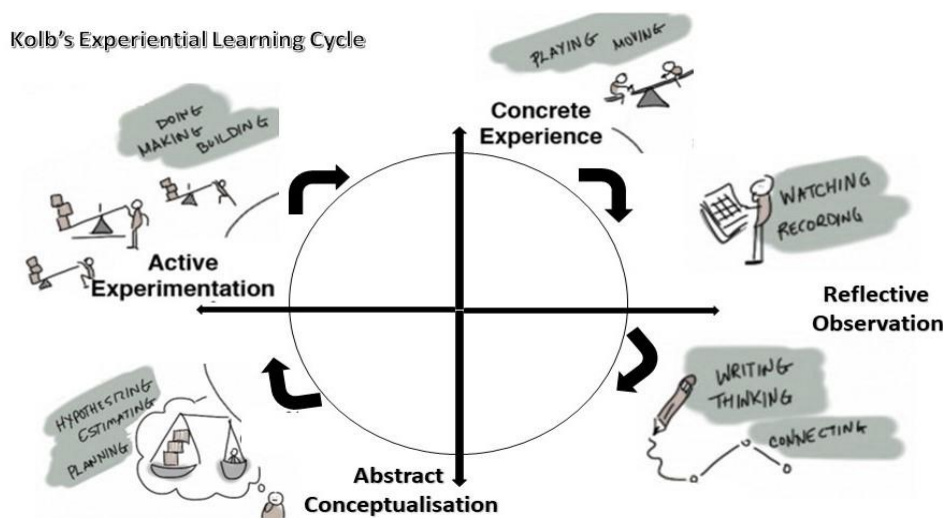 Kolb's Experiential Learning Cycle
PLAYING MOVING
Concrete
Experience
DOING
MAKING
BUILDING
WATCHING
RECORDING
Active
Experimentation
Reflective
Observation
WRITING
THINKING
CONNECTING
HYPOTHESIZING
ESTIMATING
PLANNING
Abstract
Conceptualisation